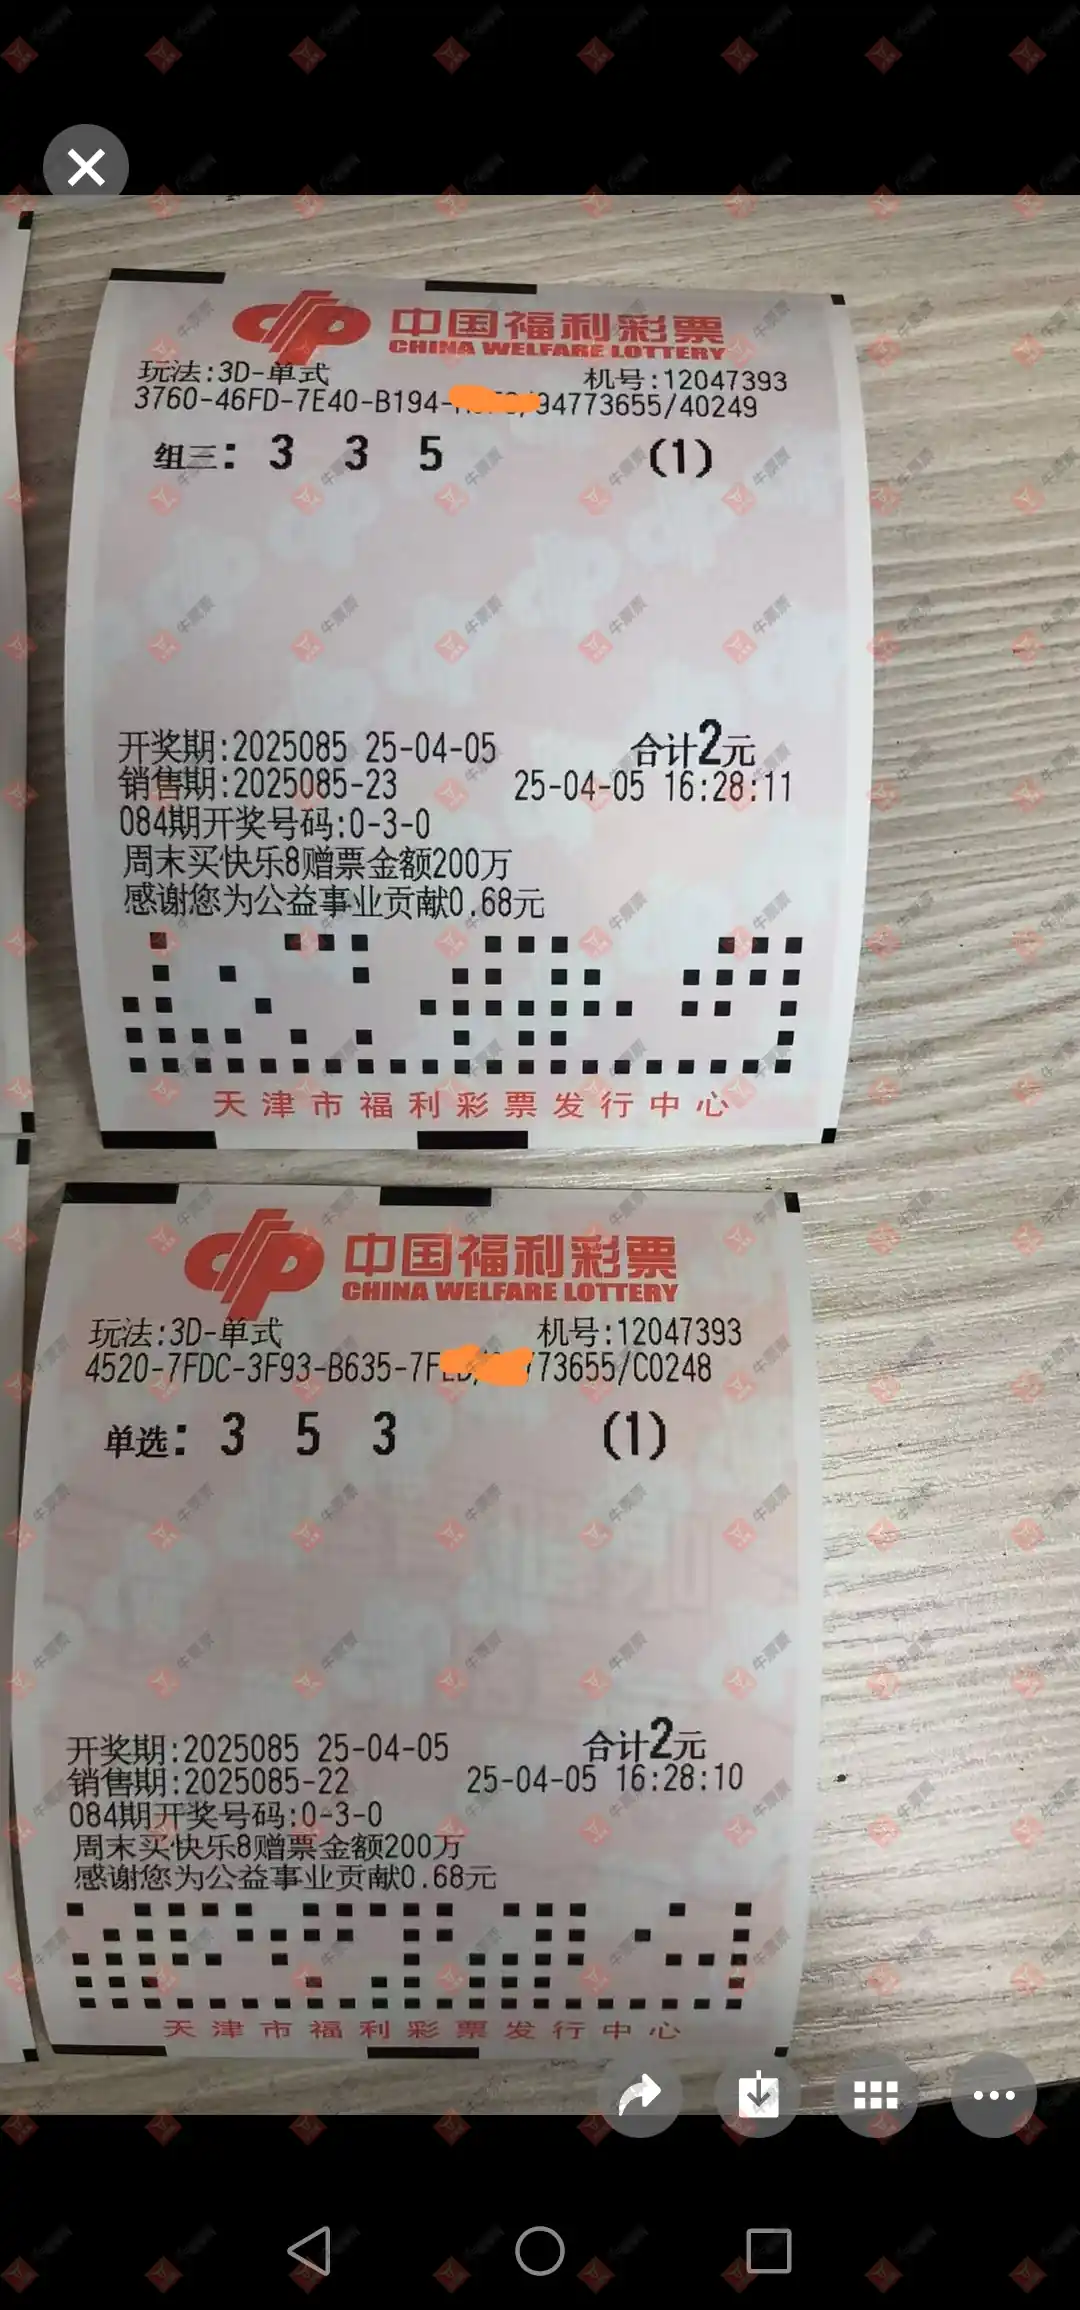 中国福利彩票
CHINA WELFARE LOTTERY
玩法:3D-单式 机号:12047393
3760-46FD-7E40-B194- 94773655/40249
组三: 3 3 5 (1)
开奖期:2025085 25-04-05 合计2元
销售期:2025085-23 25-04-05 16:28:11
084期开奖号码:0-3-0
周末买快乐8赠票金额200万
感谢您为公益事业贡献0.68元
天津市福利彩票发行中心
中国福利彩票
CHINA WELFARE LOTTERY
玩法:3D-单式 机号:12047393
4520-7FDC-3F93-B635- 73655/C0248
单选: 3 5 3 (1)
开奖期:2025085 25-04-05 合计2元
销售期:2025085-22 25-04-05 16:28:10
084期开奖号码:0-3-0
周末买快乐8赠票金额200万
感谢您为公益事业贡献0.68元
天津市福利彩票发行中心
牛票票